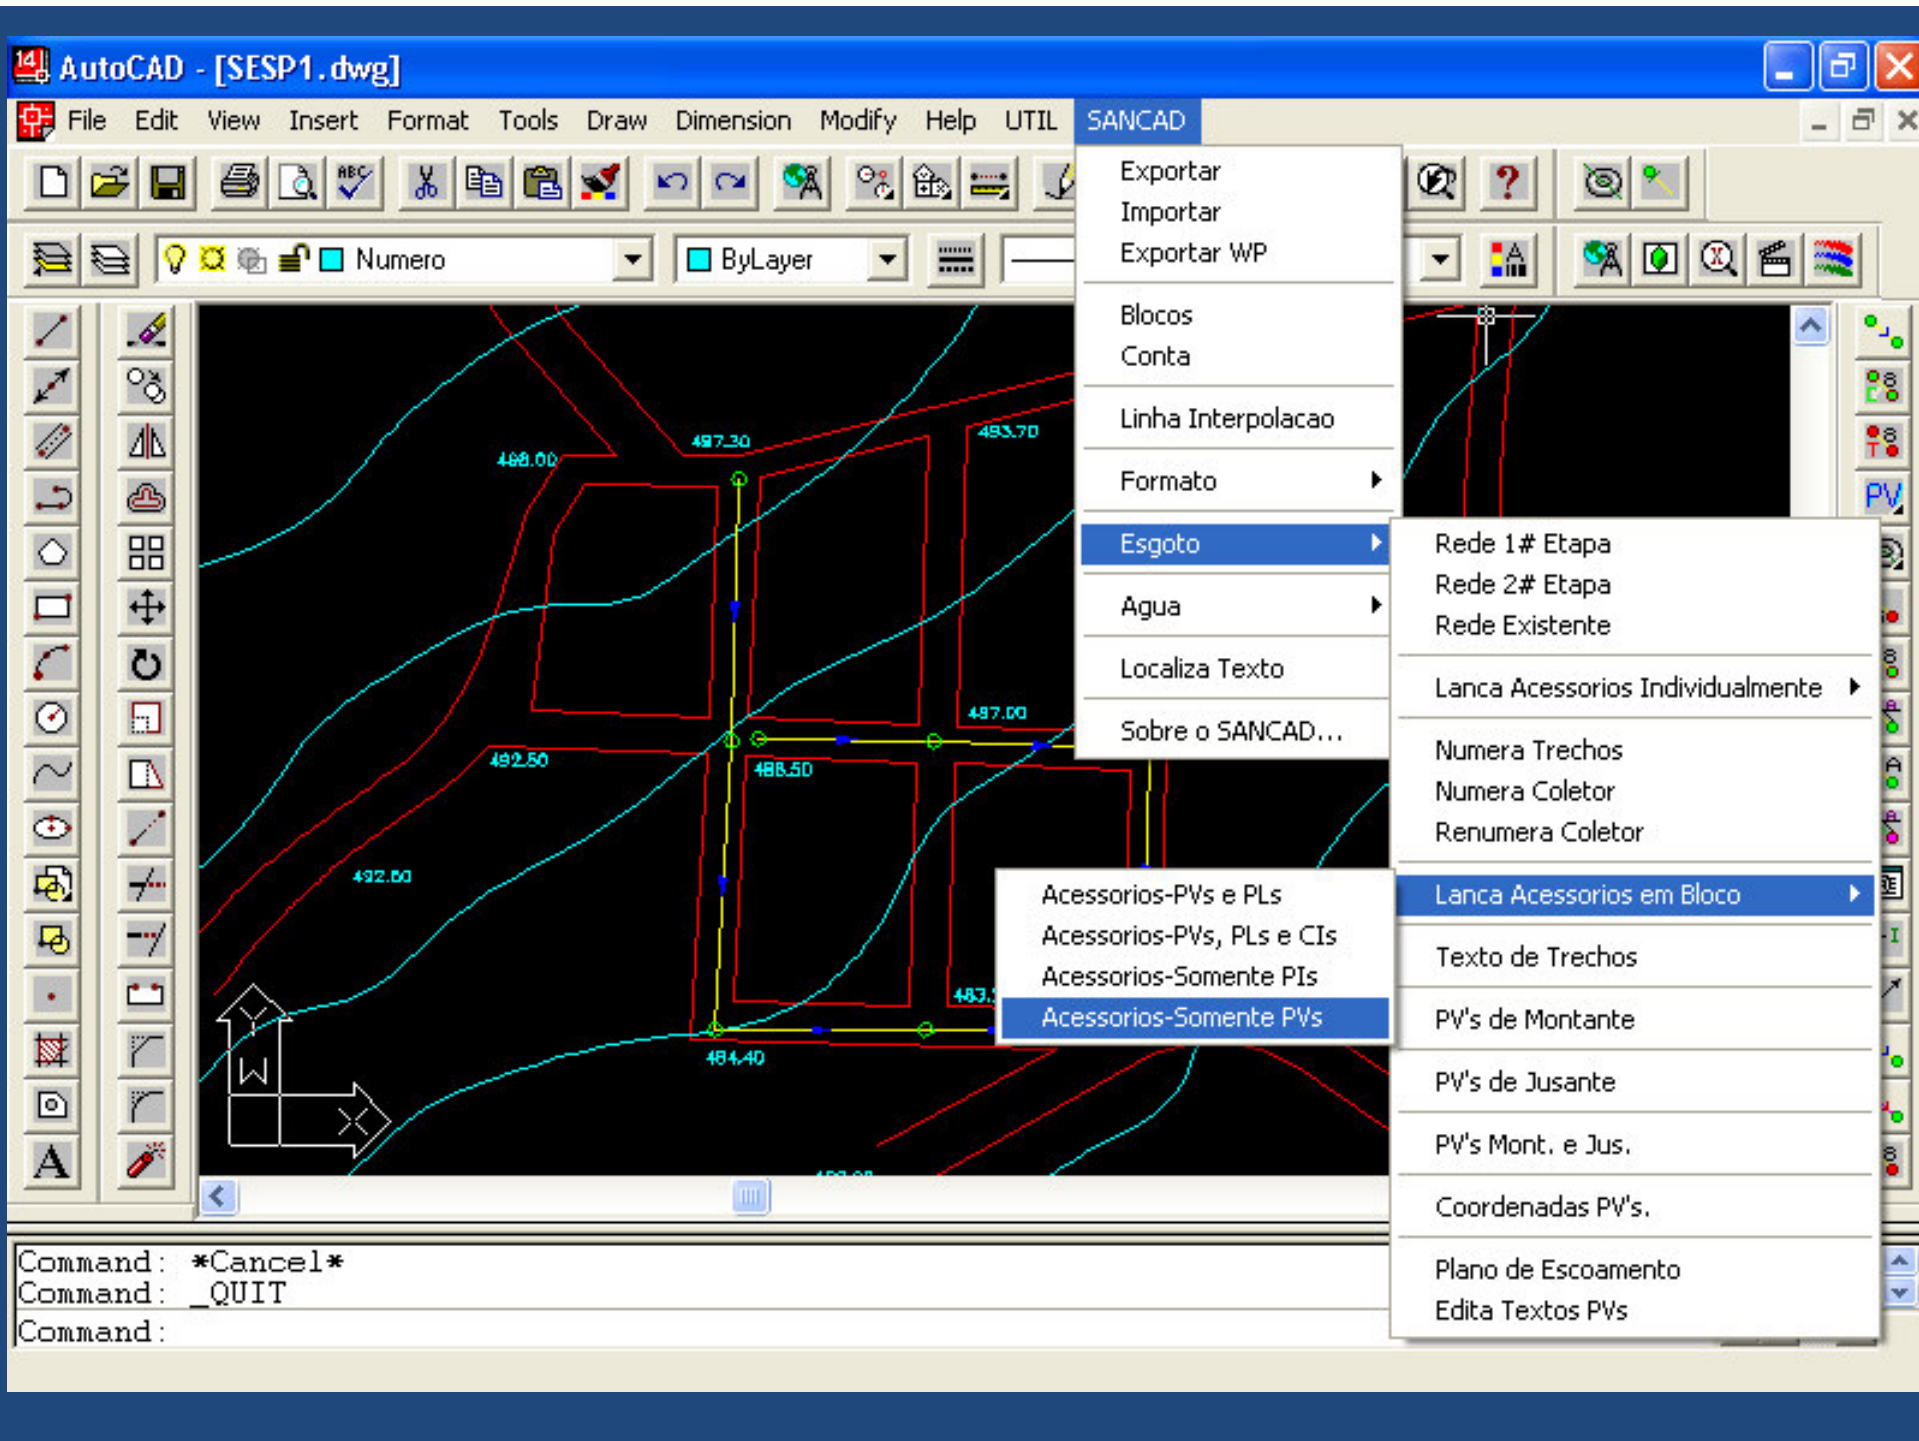 AutoCAD - [SESP1.dwg]
File Edit View Insert Format Tools Draw Dimension Modify Help UTIL SANCAD
ABC
Numero
ByLayer
Exportar
Importar
Exportar WP
Blocos
Conta
Linha Interpolacao
Formato
Esgoto
Agua
Localiza Texto
Sobre o SANCAD...
Rede 1# Etapa
Rede 2# Etapa
Rede Existente
Lanca Acessorios Individualmente
Numera Trechos
Numera Coletor
Renumera Coletor
Lanca Acessorios em Bloco
Texto de Trechos
PV's de Montante
PV's de Jusante
PV's Mont. e Jus.
Coordenadas PV's.
Plano de Escoamento
Edita Textos PVs
Acessorios-PVs e PLs
Acessorios-PVs, PLs e CIs
Acessorios-Somente PIs
Acessorios-Somente PVs
497.30
493.70
487.00
492.50
488.50
492.60
484.40
W
X
Y
A
PV
Command: *Cancel*
Command: _QUIT
Command: